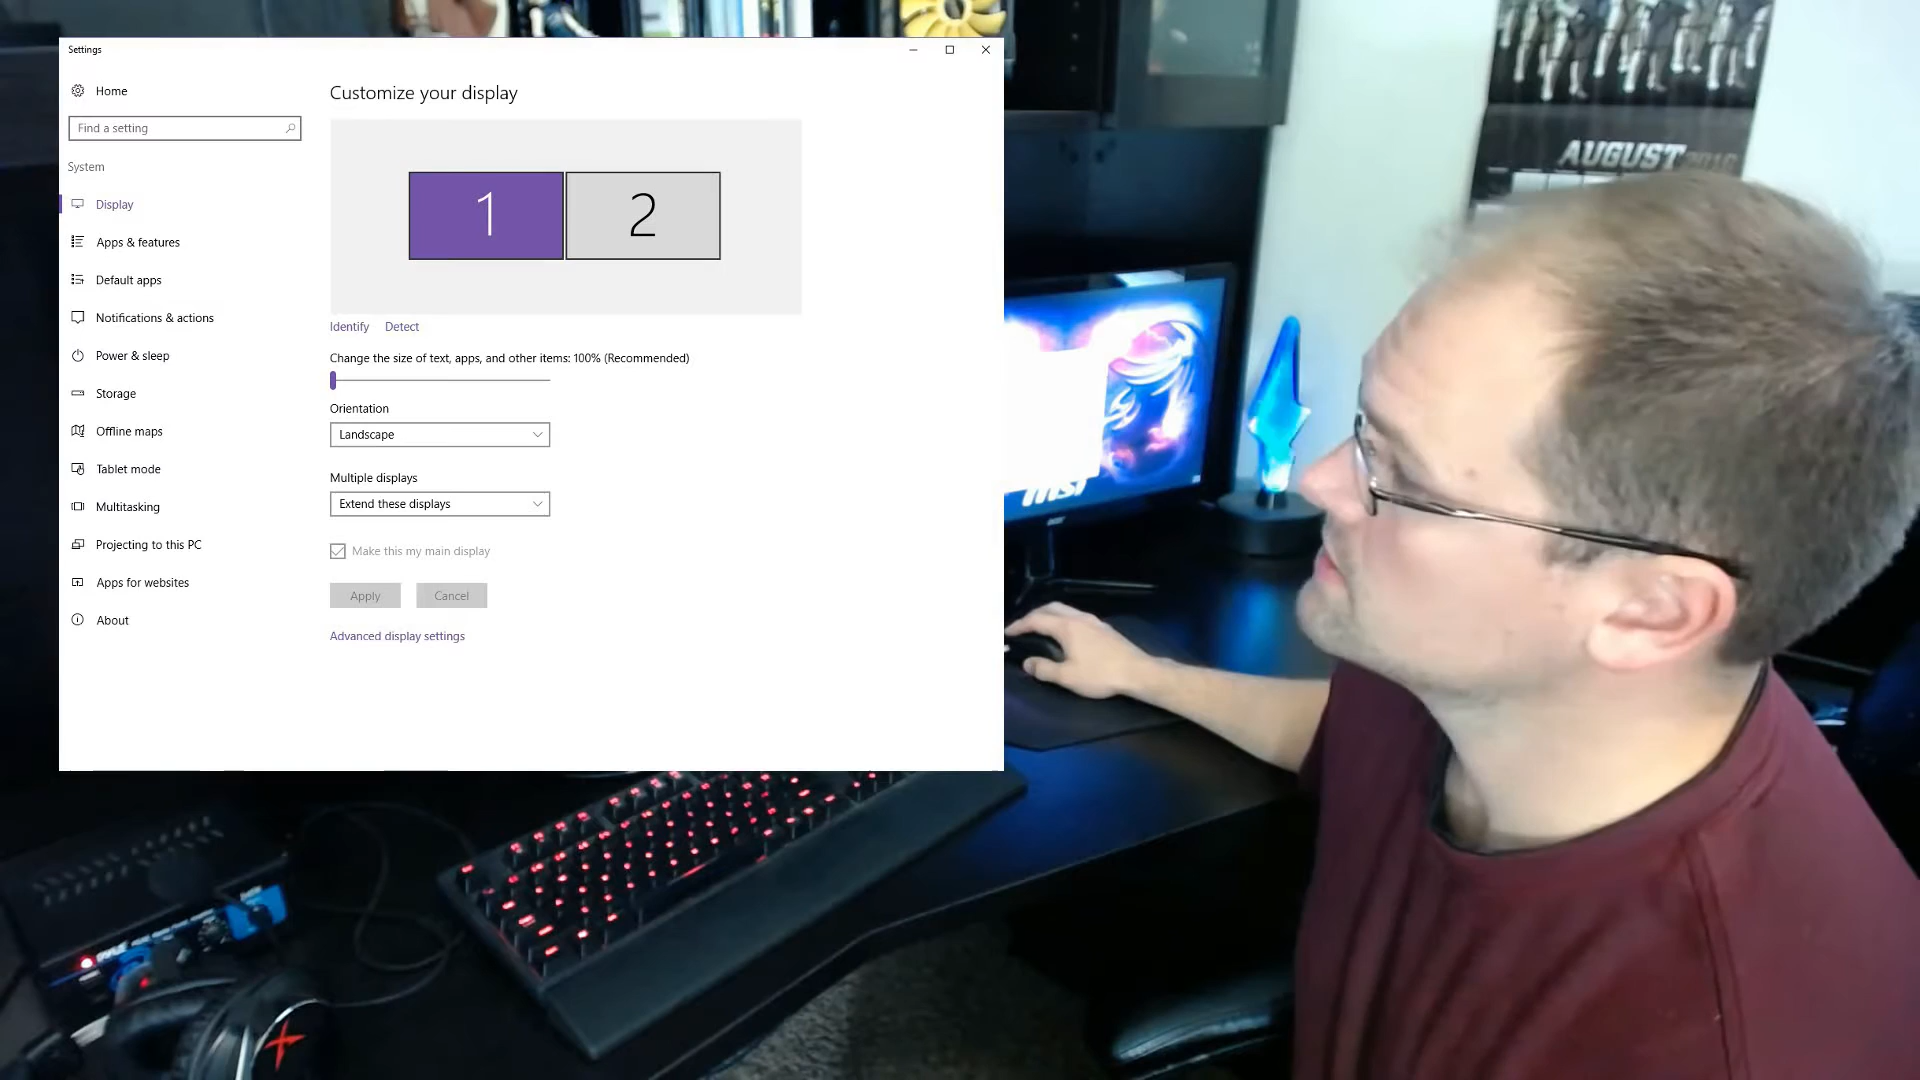 Settings
Home
Find a setting
System
Display
Apps & features
Default apps
Notifications & actions
Power & sleep
Storage
Offline maps
Tablet mode
Multitasking
Projecting to this PC
Apps for websites
About
Customize your display
1 2
Identify Detect
Change the size of text, apps, and other items: 100% (Recommended)
Orientation
Landscape
Multiple displays
Extend these displays
Make this my main display
Apply Cancel
Advanced display settings
AUGUST 2016
msi